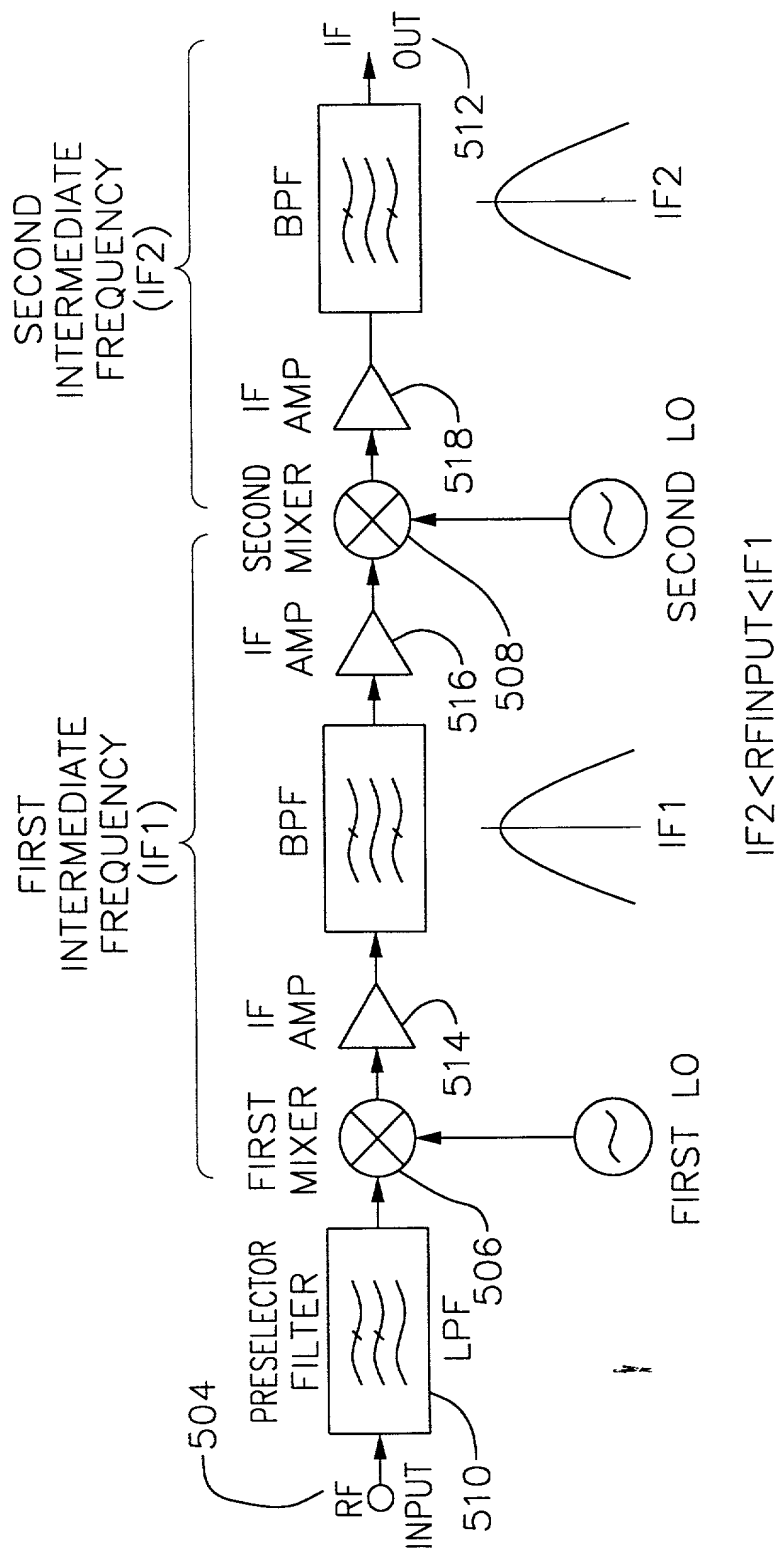 FIRST
INTERMEDIATE
FREQUENCY
(IF1)
SECOND
INTERMEDIATE
FREQUENCY
(IF2)
504
RF
INPUT
PRESELECTOR
FILTER
LPF
510
FIRST
MIXER
506
FIRST LO
IF
AMP
514
BPF
IF1
IF
AMP
516
SECOND
MIXER
508
SECOND LO
IF
AMP
518
BPF
IF2
IF
OUT
512
IF2<RFINPUT<IF1